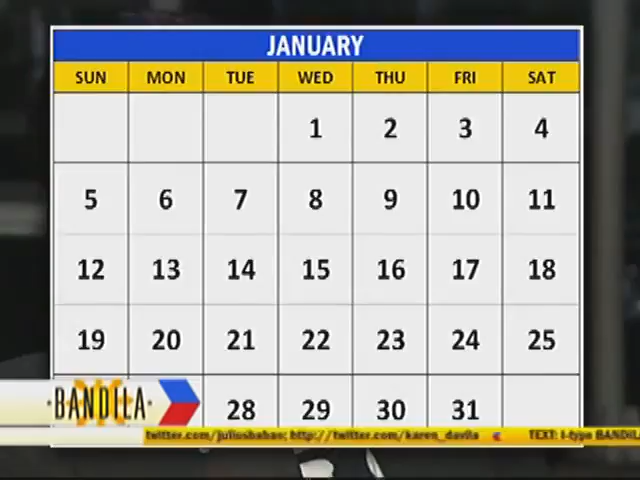 JANUARY
SUN MON TUE WED THU FRI SAT
1 2 3 4
5 6 7 8 9 10 11
12 13 14 15 16 17 18
19 20 21 22 23 24 25
28 29 30 31
BANDILA
twitter.com/juliusbabao; http://twitter.com/karen_davila TEXT: I-type BANDILA